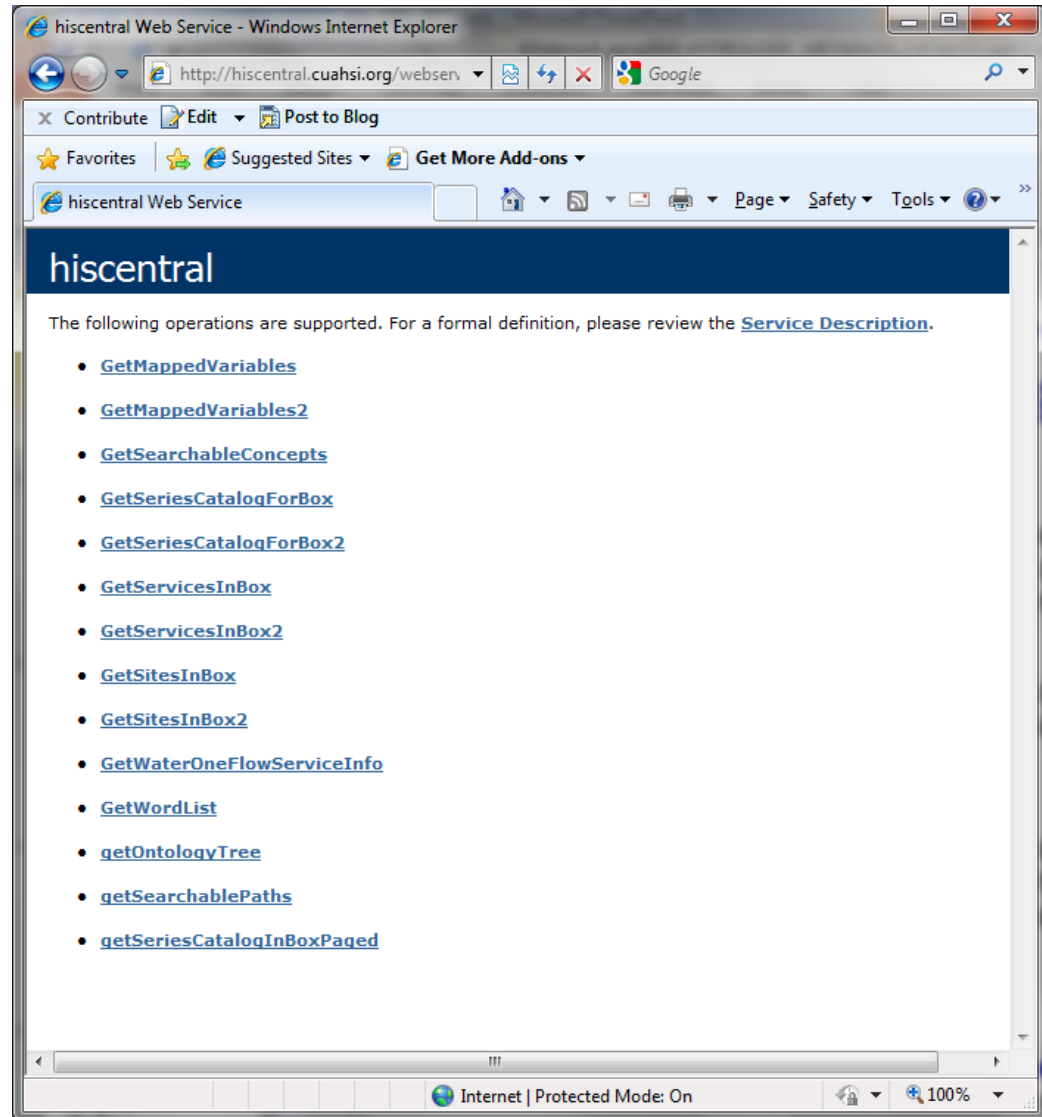 hiscentral Web Service - Windows Internet Explorer
http://hiscentral.cuahsi.org/webserv
Google
x Contribute Edit Post to Blog
Favorites Suggested Sites Get More Add-ons
hiscentral Web Service Page Safety Tools »
hiscentral
The following operations are supported. For a formal definition, please review the Service Description.
• GetMappedVariables
• GetMappedVariables2
• GetSearchableConcepts
• GetSeriesCatalogForBox
• GetSeriesCatalogForBox2
• GetServicesInBox
• GetServicesInBox2
• GetSitesInBox
• GetSitesInBox2
• GetWaterOneFlowServiceInfo
• GetWordList
• getOntologyTree
• getSearchablePaths
• getSeriesCatalogInBoxPaged
Internet | Protected Mode: On 100%